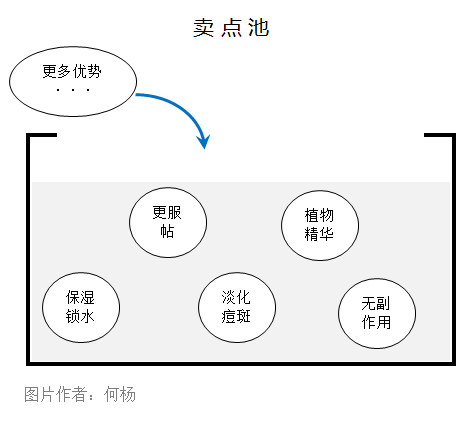 卖点池
更多优势
· · ·
更服
帖
植物
精华
保湿
锁水
淡化
痘斑
无副
作用
图片作者：何杨